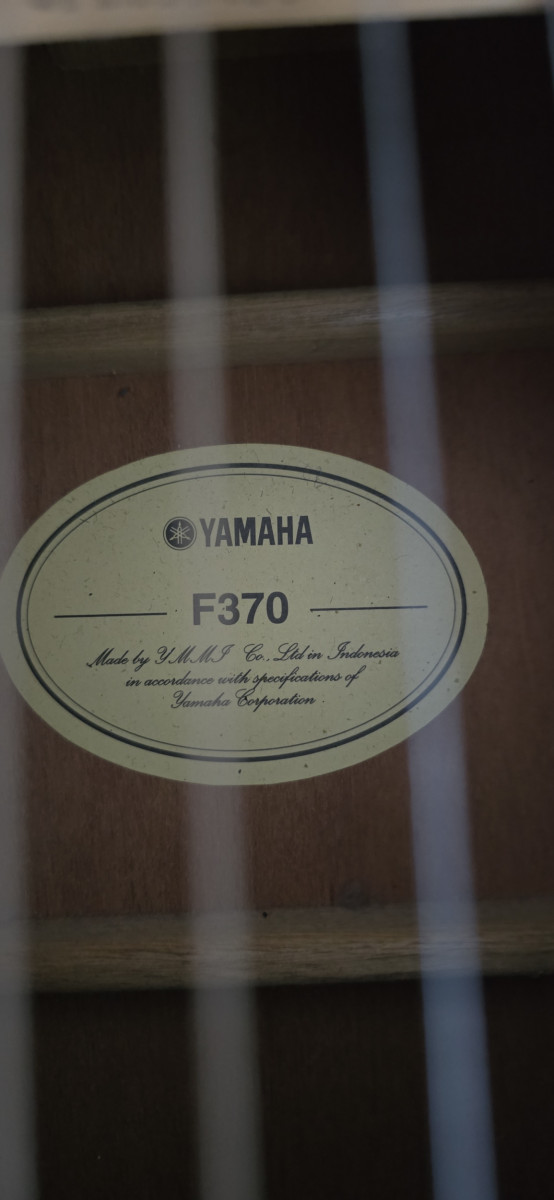 YAMAHA
F370
Made by YMMI Co., Ltd in Indonesia
in accordance with specifications of
Yamaha Corporation